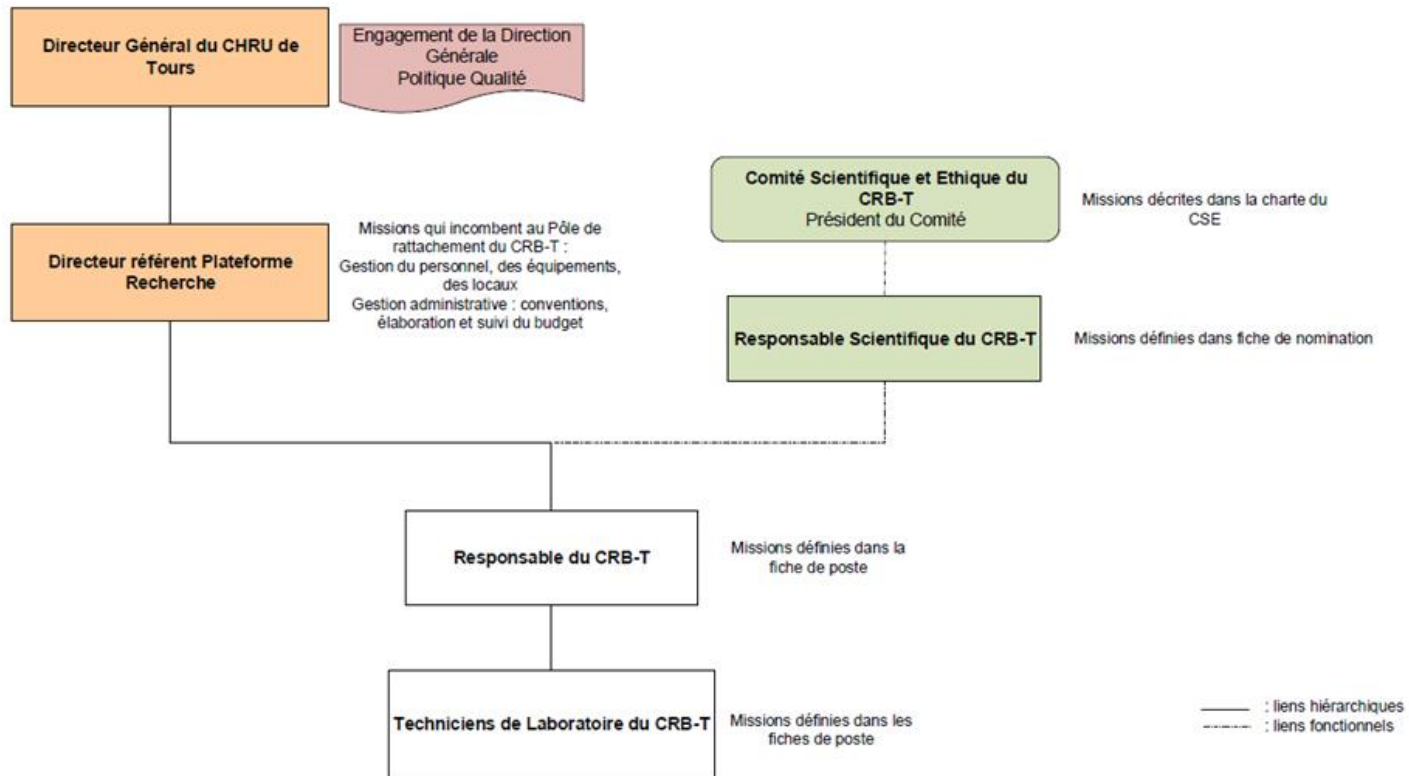 Directeur Général du CHRU de
Tours
Engagement de la Direction
Générale
Politique Qualité
Comité Scientifique et Ethique du
CRB-T
Président du Comité
Missions décrites dans la charte du
CSE
Directeur référent Plateforme
Recherche
Missions qui incombent au Pôle de
rattachement du CRB-T :
Gestion du personnel, des équipements,
des locaux
Gestion administrative : conventions,
élaboration et suivi du budget
Responsable Scientifique du CRB-T
Missions définies dans fiche de nomination
Responsable du CRB-T
Missions définies dans la
fiche de poste
Techniciens de Laboratoire du CRB-T
Missions définies dans les
fiches de poste
: liens hiérarchiques
: liens fonctionnels